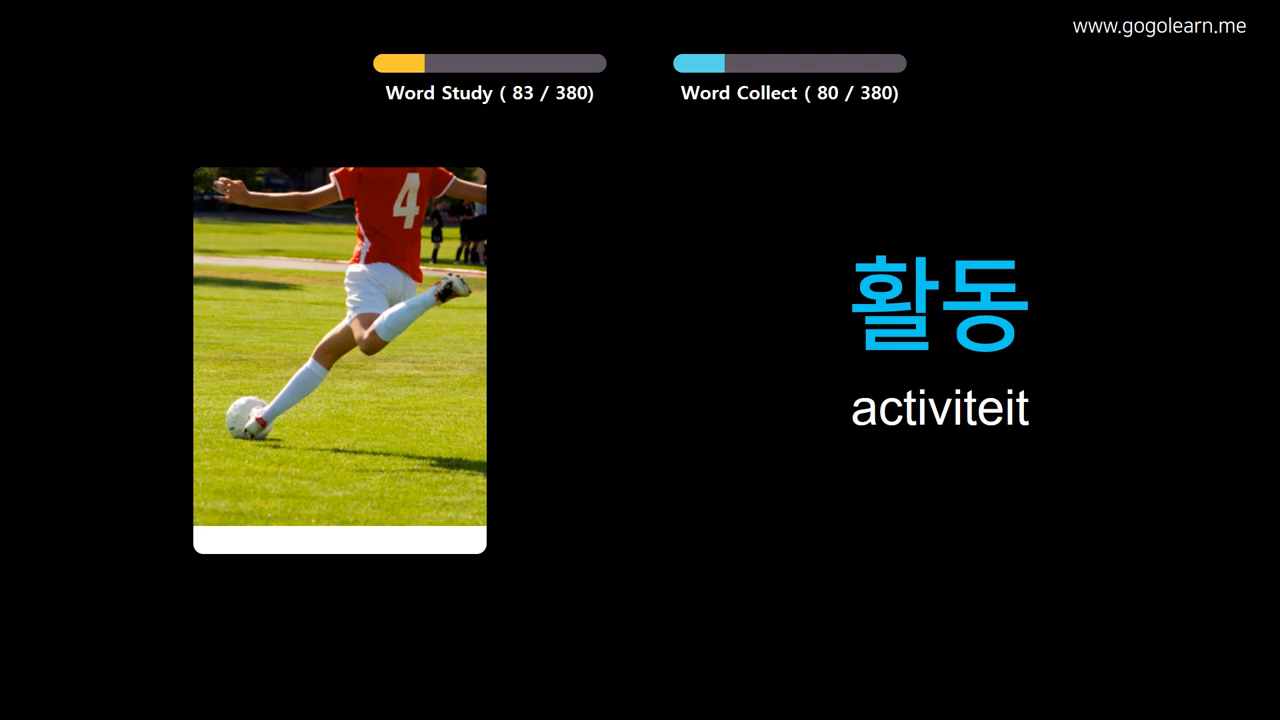 www.gogolearn.me
Word Study ( 83 / 380)
Word Collect ( 80 / 380)
4
활동
activiteit